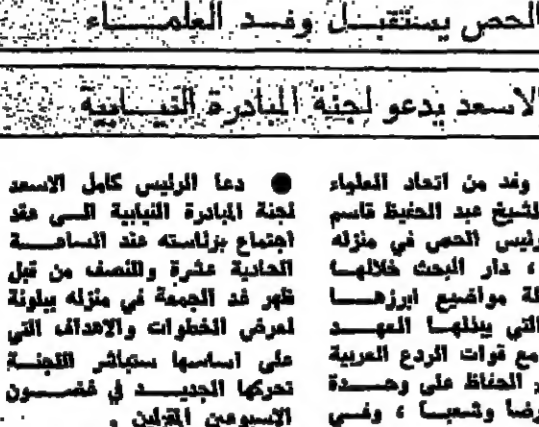 الحص يستقبل وفد العلماء
الاسعد يدعو لجنة المبادرة النيابية
وفد من اتحاد العلماء
الشيخ عبد الحفيظ قاسم
رئيس الحص في منزله
، دار البحث خلالها
مواضيع ابرزها
التي يبذلها العهد
مع قوات الردع العربية
الحفاظ على وحدة
رضا وشعبا ، وفي
● دعا الرئيس كامل الاسعد
لجنة المبادرة النيابية الى عقد
اجتماع برئاسته عند الساعة
الحادية عشرة والنصف من قبل
ظهر غد الجمعة في منزله ببلونة
لعرض الخطوات والاهداف التي
على اساسها ستباشر اللجنة
تحركها الجديد في غضون
الاسبوعين المقبلين .